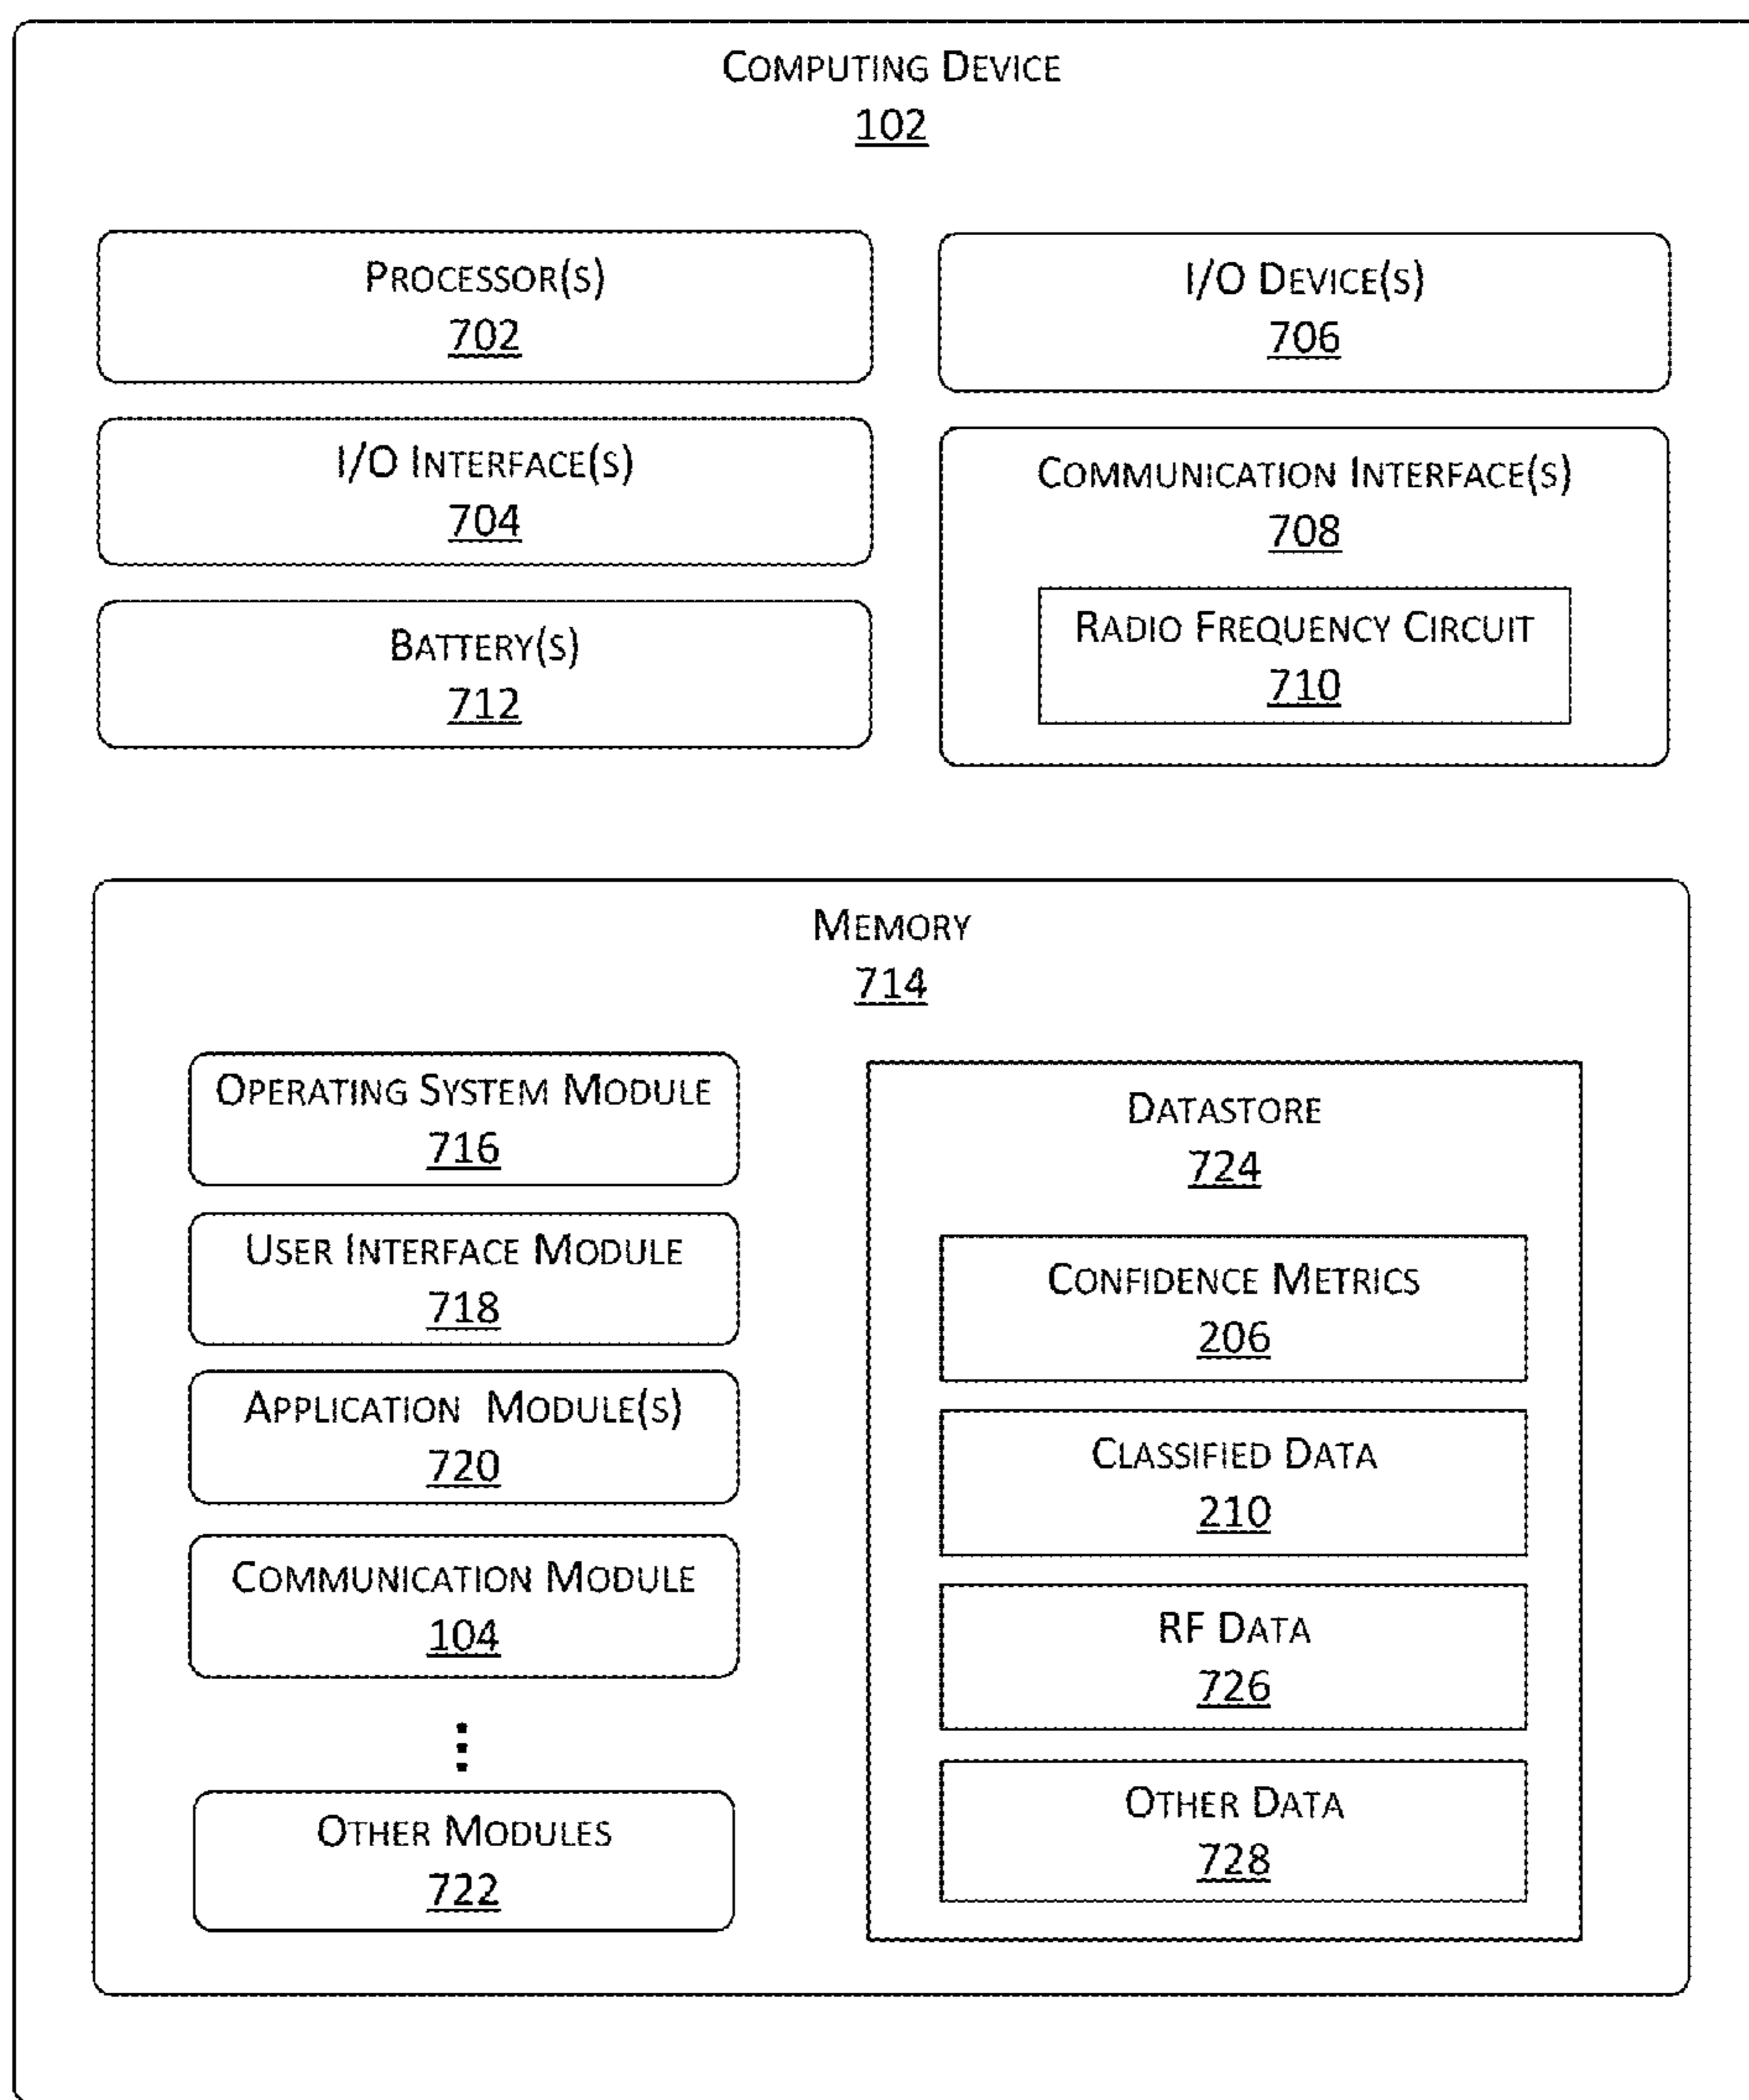 COMPUTING DEVICE
102
PROCESSOR(S)
702
I/O INTERFACE(S)
704
BATTERY(S)
712
I/O DEVICE(S)
706
COMMUNICATION INTERFACE(S)
708
RADIO FREQUENCY CIRCUIT
710
MEMORY
714
OPERATING SYSTEM MODULE
716
USER INTERFACE MODULE
718
APPLICATION MODULE(S)
720
COMMUNICATION MODULE
104
OTHER MODULES
722
DATASTORE
724
CONFIDENCE METRICS
206
CLASSIFIED DATA
210
RF DATA
726
OTHER DATA
728